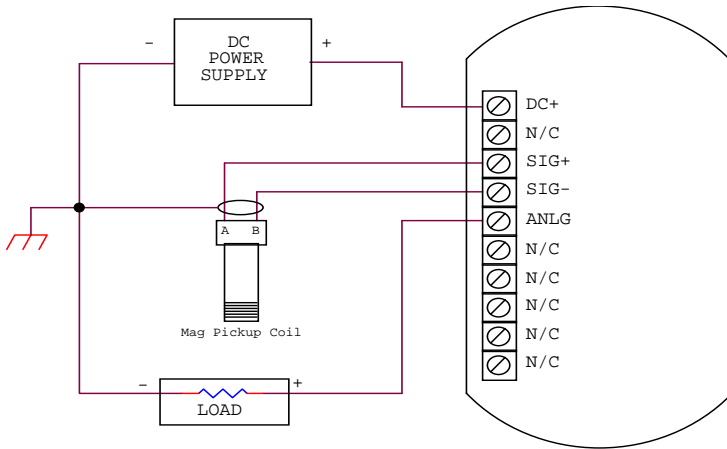 DC
POWER
SUPPLY
-
+
DC+
N/C
SIG+
SIG-
ANLG
N/C
N/C
N/C
N/C
N/C
A B
Mag Pickup Coil
-
+
LOAD